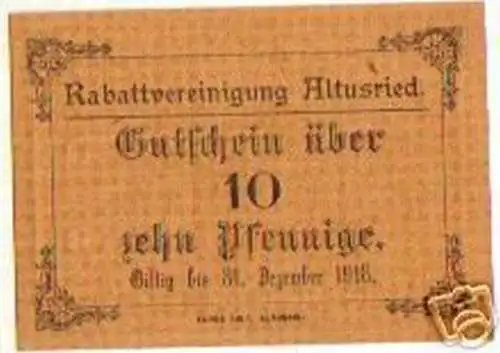 Rabattvereinigung Altusried.
Gutschein über
10
zehn Pfennige.
Giltig bis 31. Dezember 1918.